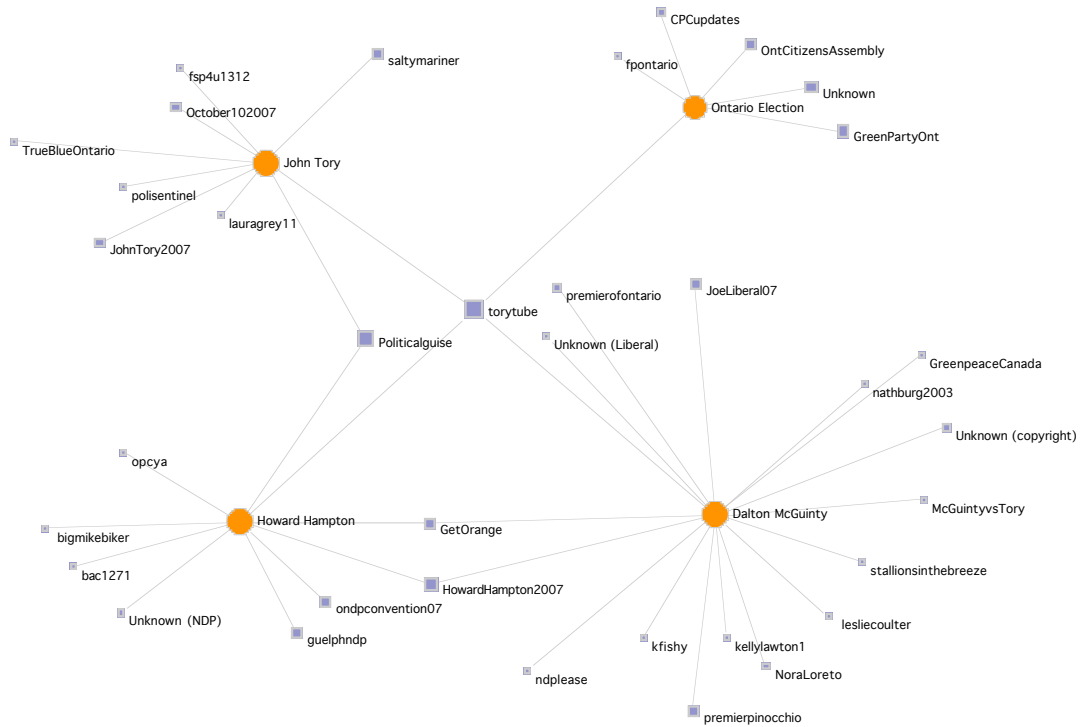 CPCupdates
OntCitizensAssembly
saltymariner
fpontario
fsp4u1312
Unknown
October102007
Ontario Election
GreenPartyOnt
TrueBlueOntario
John Tory
polisentinel
lauragrey11
JohnTory2007
JoeLiberal07
premierofontario
torytube
Politicalguise
Unknown (Liberal)
GreenpeaceCanada
nathburg2003
Unknown (copyright)
opcya
McGuintyvsTory
Howard Hampton
Dalton McGuinty
GetOrange
bigmikebiker
stallionsinthebreeze
bac1271
HowardHampton2007
ondpconvention07
Unknown (NDP)
lesliecoulter
guelphndp
kfishy
kellylawton1
NoraLoreto
ndplease
premierpinocchio